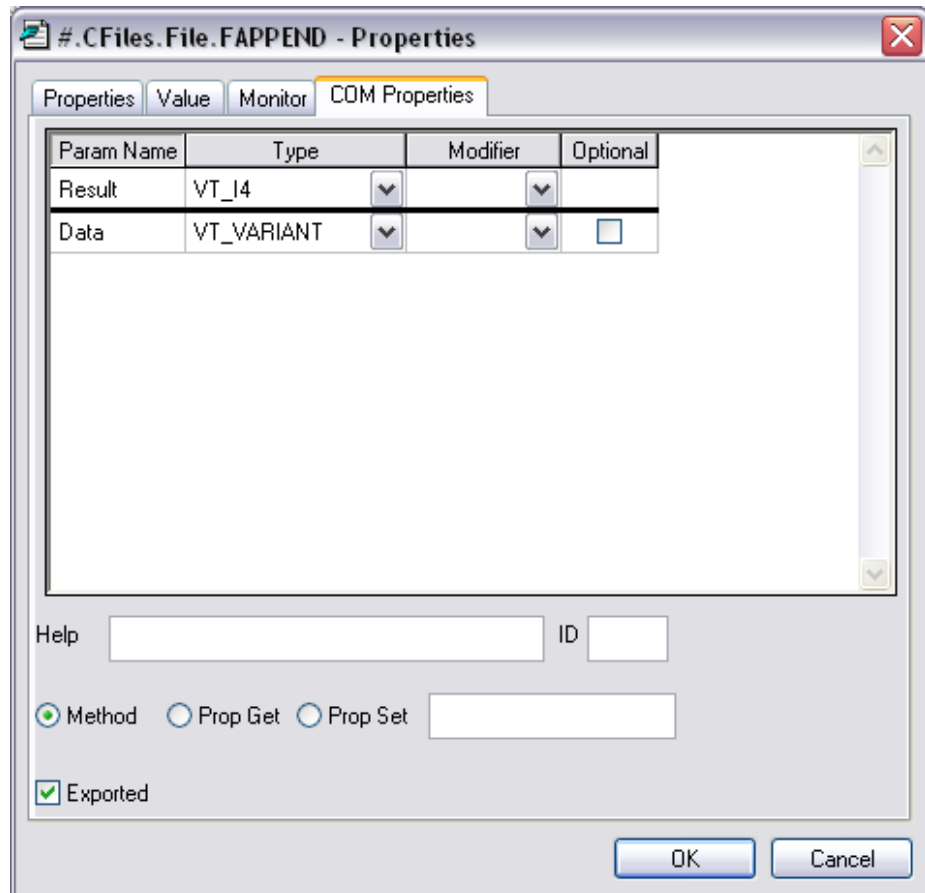 #.CFiles.File.FAPPEND - Properties
Properties Value Monitor COM Properties
Param Name Type Modifier Optional
Result VT_I4
Data VT_VARIANT
Help ID
Method Prop Get Prop Set
Exported
OK Cancel